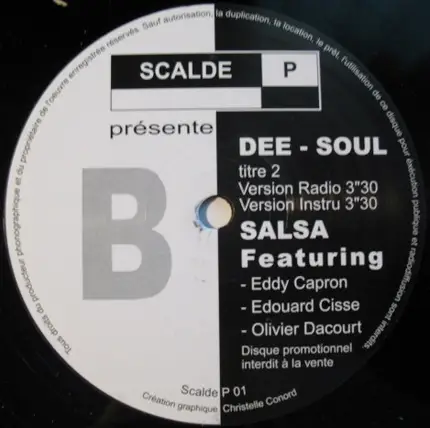 Tous droits du producteur phonographique et du propriétaire de l'oeuvre enregistrés réservés. Sauf autorisation, la duplication, la location, le prêt, l'utilisation de ce disque pour éxécution publique et radiodiffusion sont interdits.
SCALDE P
présente
B
DEE - SOUL
titre 2
Version Radio 3"30
Version Instru 3"30
SALSA
Featuring
- Eddy Capron
- Edouard Cisse
- Olivier Dacourt
Disque promotionnel
interdit à la vente
Scalde P 01
Création graphique Christelle Conord